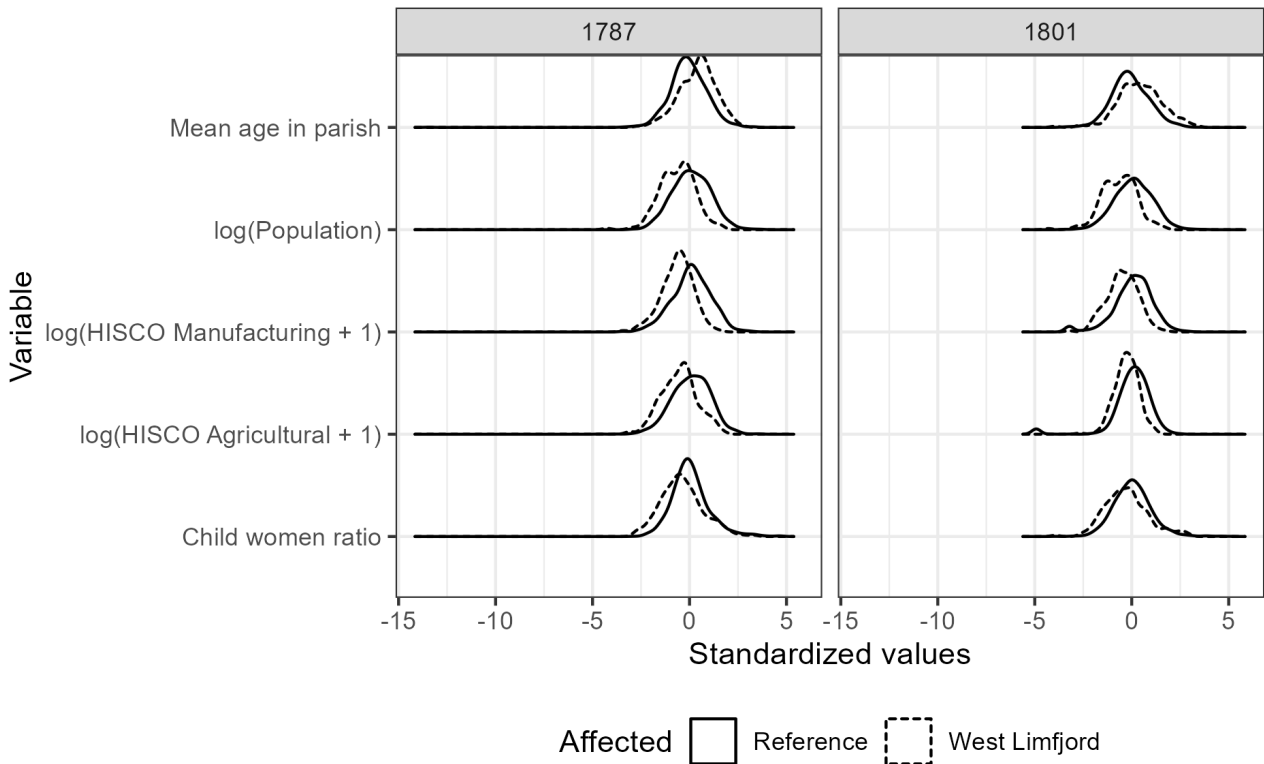 1787 1801
Mean age in parish
log(Population)
Variable
log(HISCO Manufacturing + 1)
log(HISCO Agricultural + 1)
Child women ratio
-15 -10 -5 0 5 -15 -10 -5 0 5
Standardized values
Affected Reference West Limfjord